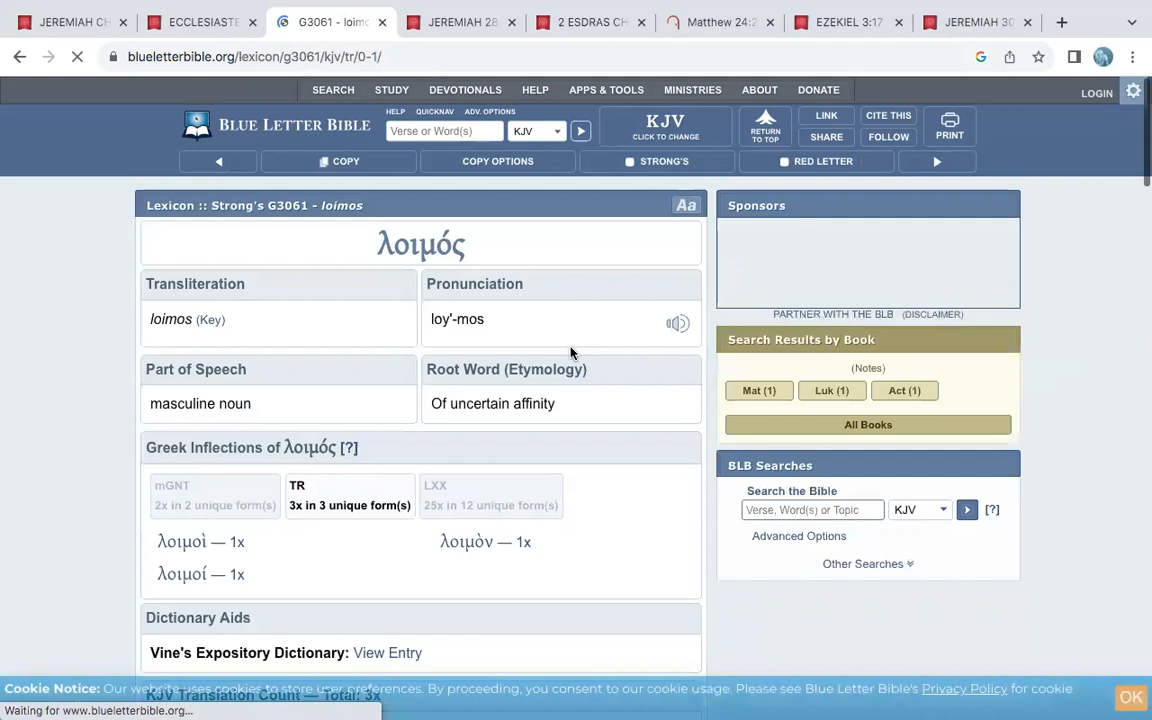 JEREMIAH CH
ECCLESIASTE
G3061 - loimo
JEREMIAH 28
2 ESDRAS CH
Matthew 24:2
EZEKIEL 3:17
JEREMIAH 30
blueletterbible.org/lexicon/g3061/kjv/tr/0-1/
SEARCH STUDY DEVOTIONALS HELP APPS & TOOLS MINISTRIES ABOUT DONATE LOGIN
BLUE LETTER BIBLE
HELP QUICKNAV ADV. OPTIONS
Verse or Word(s) KJV
KJV
CLICK TO CHANGE
RETURN
TO TOP
LINK CITE THIS
SHARE FOLLOW
PRINT
COPY COPY OPTIONS STRONG'S RED LETTER
Lexicon :: Strong's G3061 - loimos Aa
λοιμός
Transliteration
loimos (Key)
Pronunciation
loy'-mos
Part of Speech
masculine noun
Root Word (Etymology)
Of uncertain affinity
Greek Inflections of λοιμός [?]
mGNT
2x in 2 unique form(s)
TR
3x in 3 unique form(s)
LXX
25x in 12 unique form(s)
λοιμοὶ — 1x
λοιμὸν — 1x
λοιμοί — 1x
Dictionary Aids
Vine's Expository Dictionary: View Entry
KJV Translation Count — Total: 3x
Sponsors
PARTNER WITH THE BLB (DISCLAIMER)
Search Results by Book
(Notes)
Mat (1) Luk (1) Act (1)
All Books
BLB Searches
Search the Bible
Verse, Word(s) or Topic KJV [?]
Advanced Options
Other Searches
Cookie Notice: Our website uses cookies to store user preferences. By proceeding, you consent to our cookie usage. Please see Blue Letter Bible's Privacy Policy for cookie
OK
Waiting for www.blueletterbible.org...